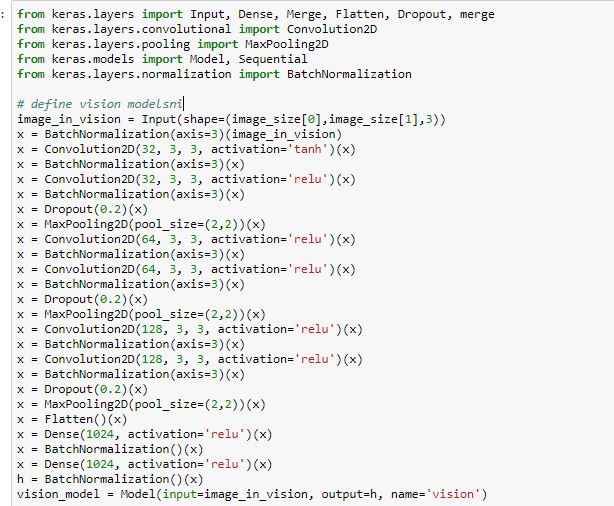 : from keras.layers import Input, Dense, Merge, Flatten, Dropout, merge
from keras.layers.convolutional import Convolution2D
from keras.layers.pooling import MaxPooling2D
from keras.models import Model, Sequential
from keras.layers.normalization import BatchNormalization
# define vision modelsni
image_in_vision = Input(shape=(image_size[0],image_size[1],3))
x = BatchNormalization(axis=3)(image_in_vision)
x = Convolution2D(32, 3, 3, activation='tanh')(x)
x = BatchNormalization(axis=3)(x)
x = Convolution2D(32, 3, 3, activation='relu')(x)
x = BatchNormalization(axis=3)(x)
x = Dropout(0.2)(x)
x = MaxPooling2D(pool_size=(2,2))(x)
x = Convolution2D(64, 3, 3, activation='relu')(x)
x = BatchNormalization(axis=3)(x)
x = Convolution2D(64, 3, 3, activation='relu')(x)
x = BatchNormalization(axis=3)(x)
x = Dropout(0.2)(x)
x = MaxPooling2D(pool_size=(2,2))(x)
x = Convolution2D(128, 3, 3, activation='relu')(x)
x = BatchNormalization(axis=3)(x)
x = Convolution2D(128, 3, 3, activation='relu')(x)
x = BatchNormalization(axis=3)(x)
x = Dropout(0.2)(x)
x = MaxPooling2D(pool_size=(2,2))(x)
x = Flatten()(x)
x = Dense(1024, activation='relu')(x)
x = BatchNormalization()(x)
x = Dense(1024, activation='relu')(x)
h = BatchNormalization()(x)
vision_model = Model(input=image_in_vision, output=h, name='vision')